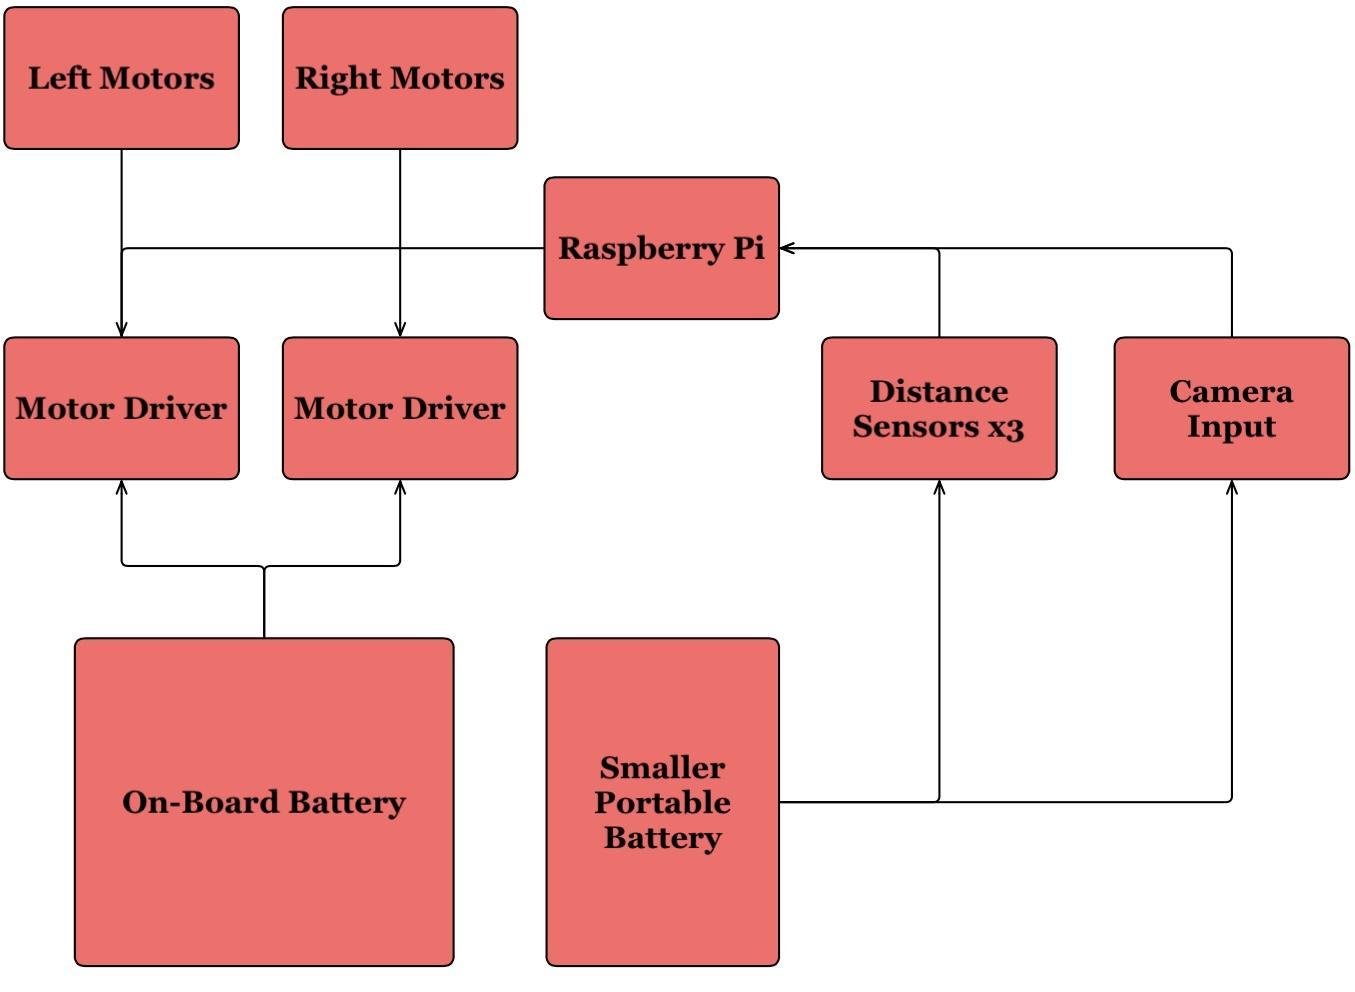 Left Motors
Right Motors
Raspberry Pi
Motor Driver
Motor Driver
Distance
Sensors x3
Camera
Input
On-Board Battery
Smaller
Portable
Battery